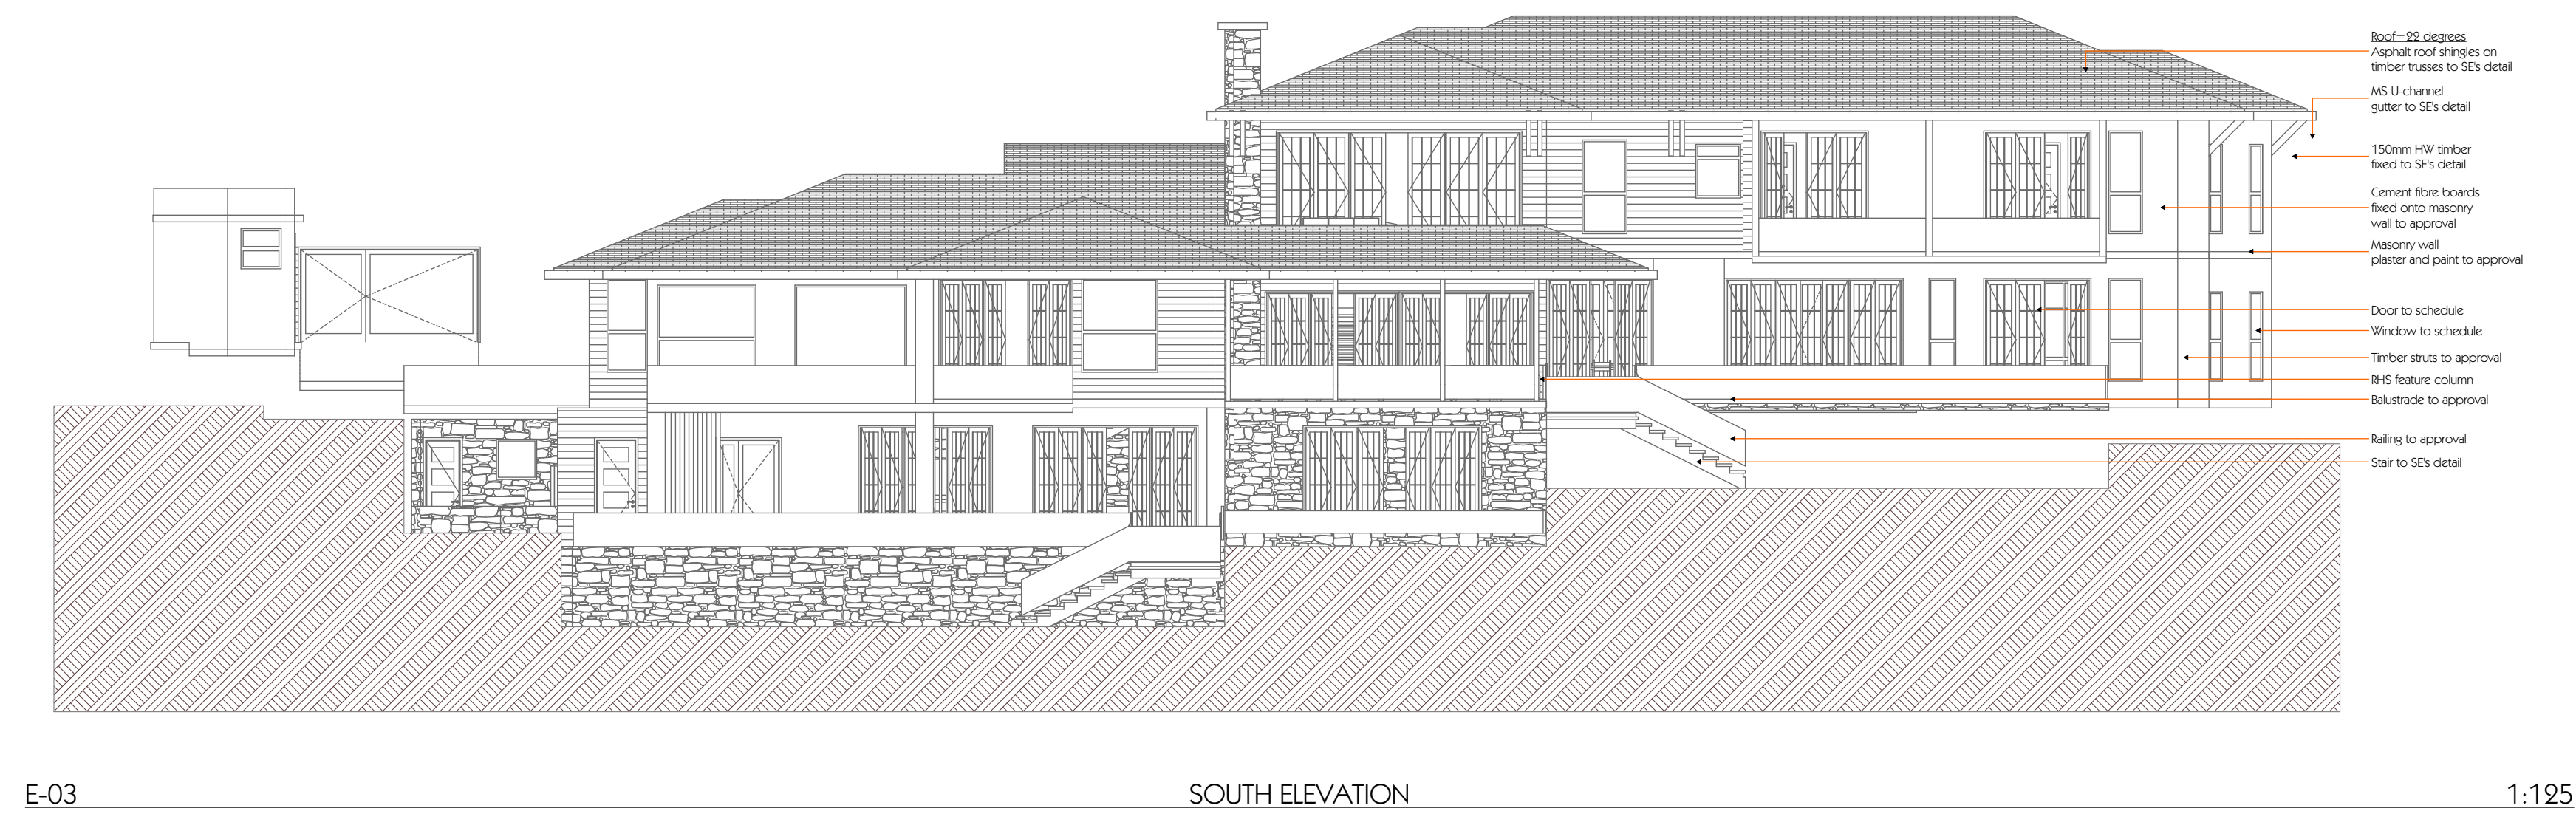 Roof=22 degrees
Asphalt roof shingles on
timber trusses to SE's detail
MS U-channel
gutter to SE's detail
150mm HW timber
fixed to SE's detail
Cement fibre boards
fixed onto masonry
wall to approval
Masonry wall
plaster and paint to approval
Door to schedule
Window to schedule
Timber struts to approval
RHS feature column
Balustrade to approval
Railing to approval
Stair to SE's detail
E-03
SOUTH ELEVATION
1:125